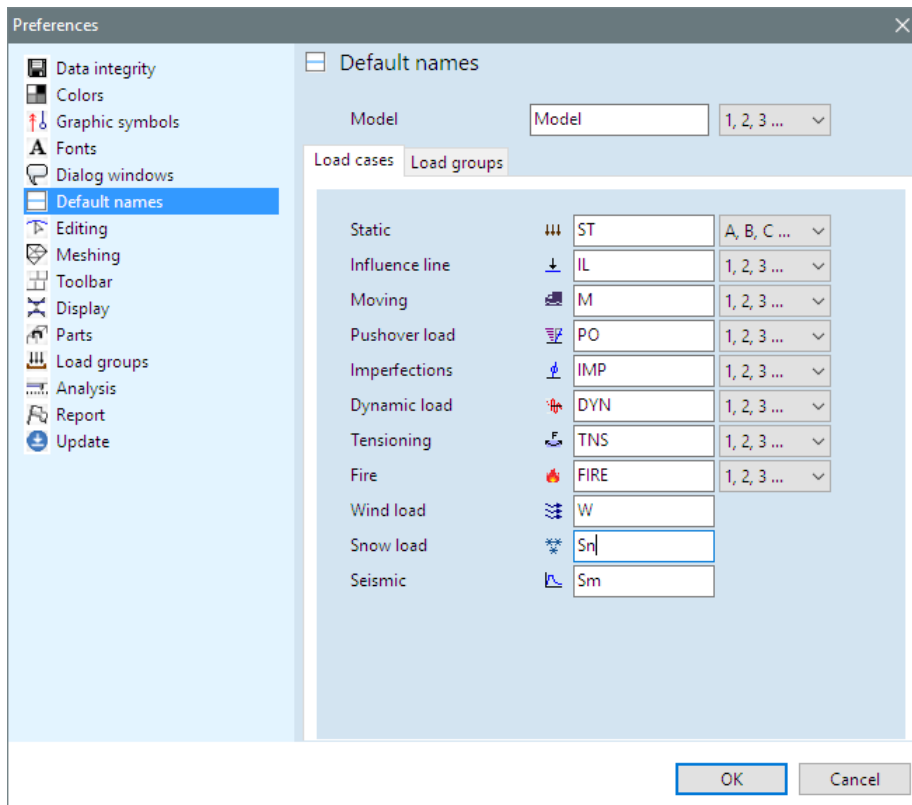 Preferences
Data integrity
Colors
Graphic symbols
Fonts
Dialog windows
Default names
Editing
Meshing
Toolbar
Display
Parts
Load groups
Analysis
Report
Update
Default names
Model Model 1, 2, 3 ...
Load cases Load groups
Static ST A, B, C ...
Influence line IL 1, 2, 3 ...
Moving M 1, 2, 3 ...
Pushover load PO 1, 2, 3 ...
Imperfections IMP 1, 2, 3 ...
Dynamic load DYN 1, 2, 3 ...
Tensioning TNS 1, 2, 3 ...
Fire FIRE 1, 2, 3 ...
Wind load W
Snow load Sn
Seismic Sm
OK Cancel